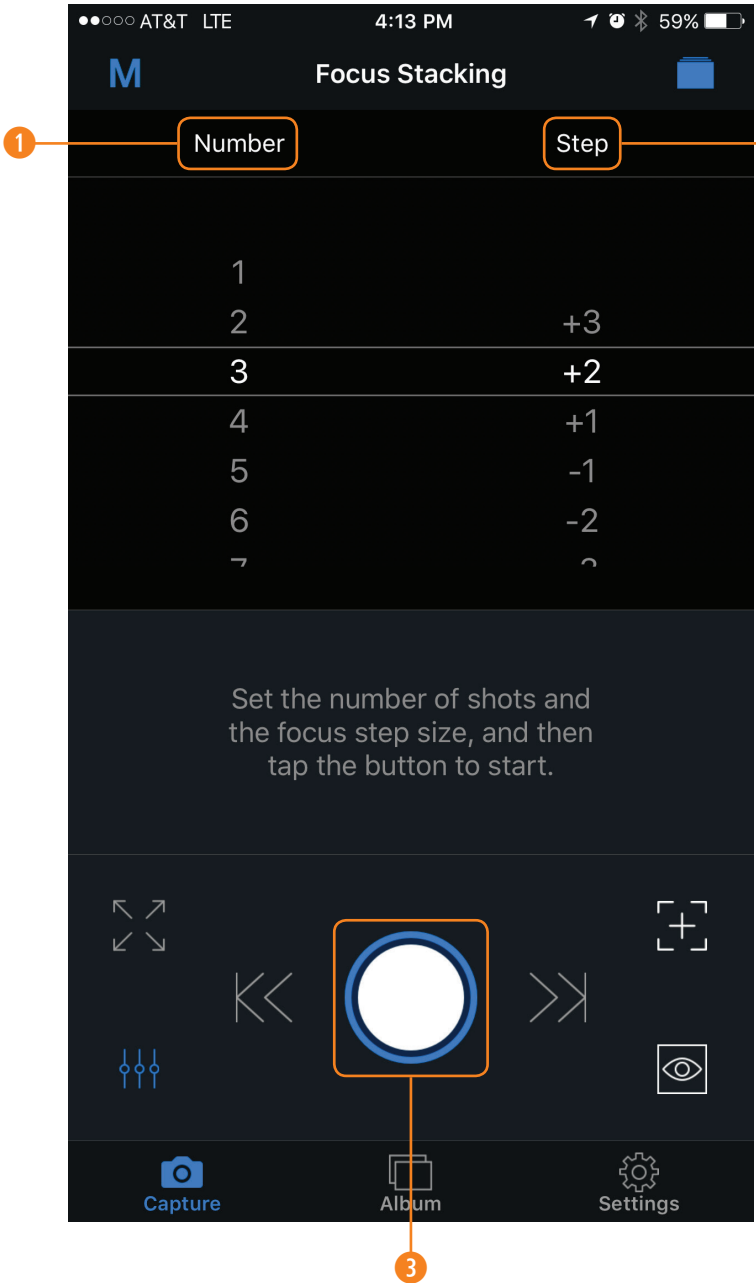 AT&T LTE 4:13 PM 59%
M Focus Stacking
1 Number Step
1
2 +3
3 +2
4 +1
5 -1
6 -2
Set the number of shots and
the focus step size, and then
tap the button to start.
Capture Album Settings
3